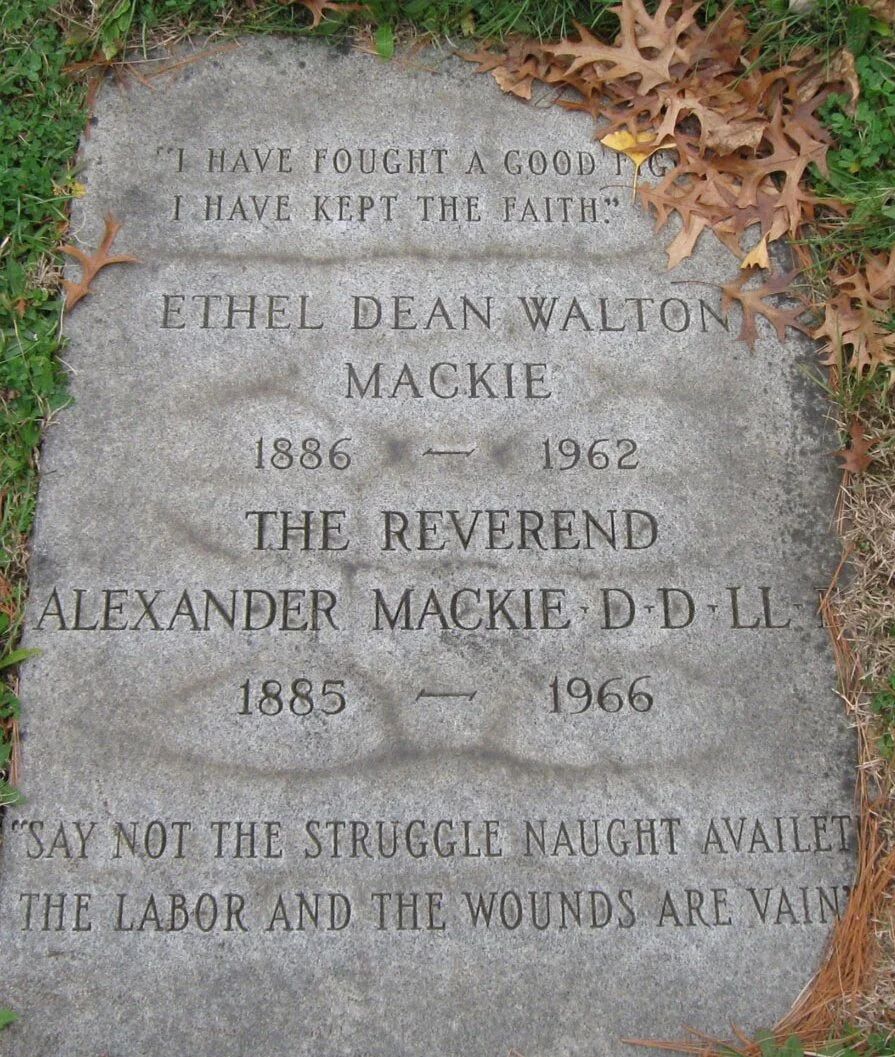 "I HAVE FOUGHT A GOOD
I HAVE KEPT THE FAITH."
ETHEL DEAN WALTON
MACKIE
1886 — 1962
THE REVEREND
ALEXANDER MACKIE·D·D·LL·
1885 — 1966
"SAY NOT THE STRUGGLE NAUGHT AVAILET
THE LABOR AND THE WOUNDS ARE VAIN"